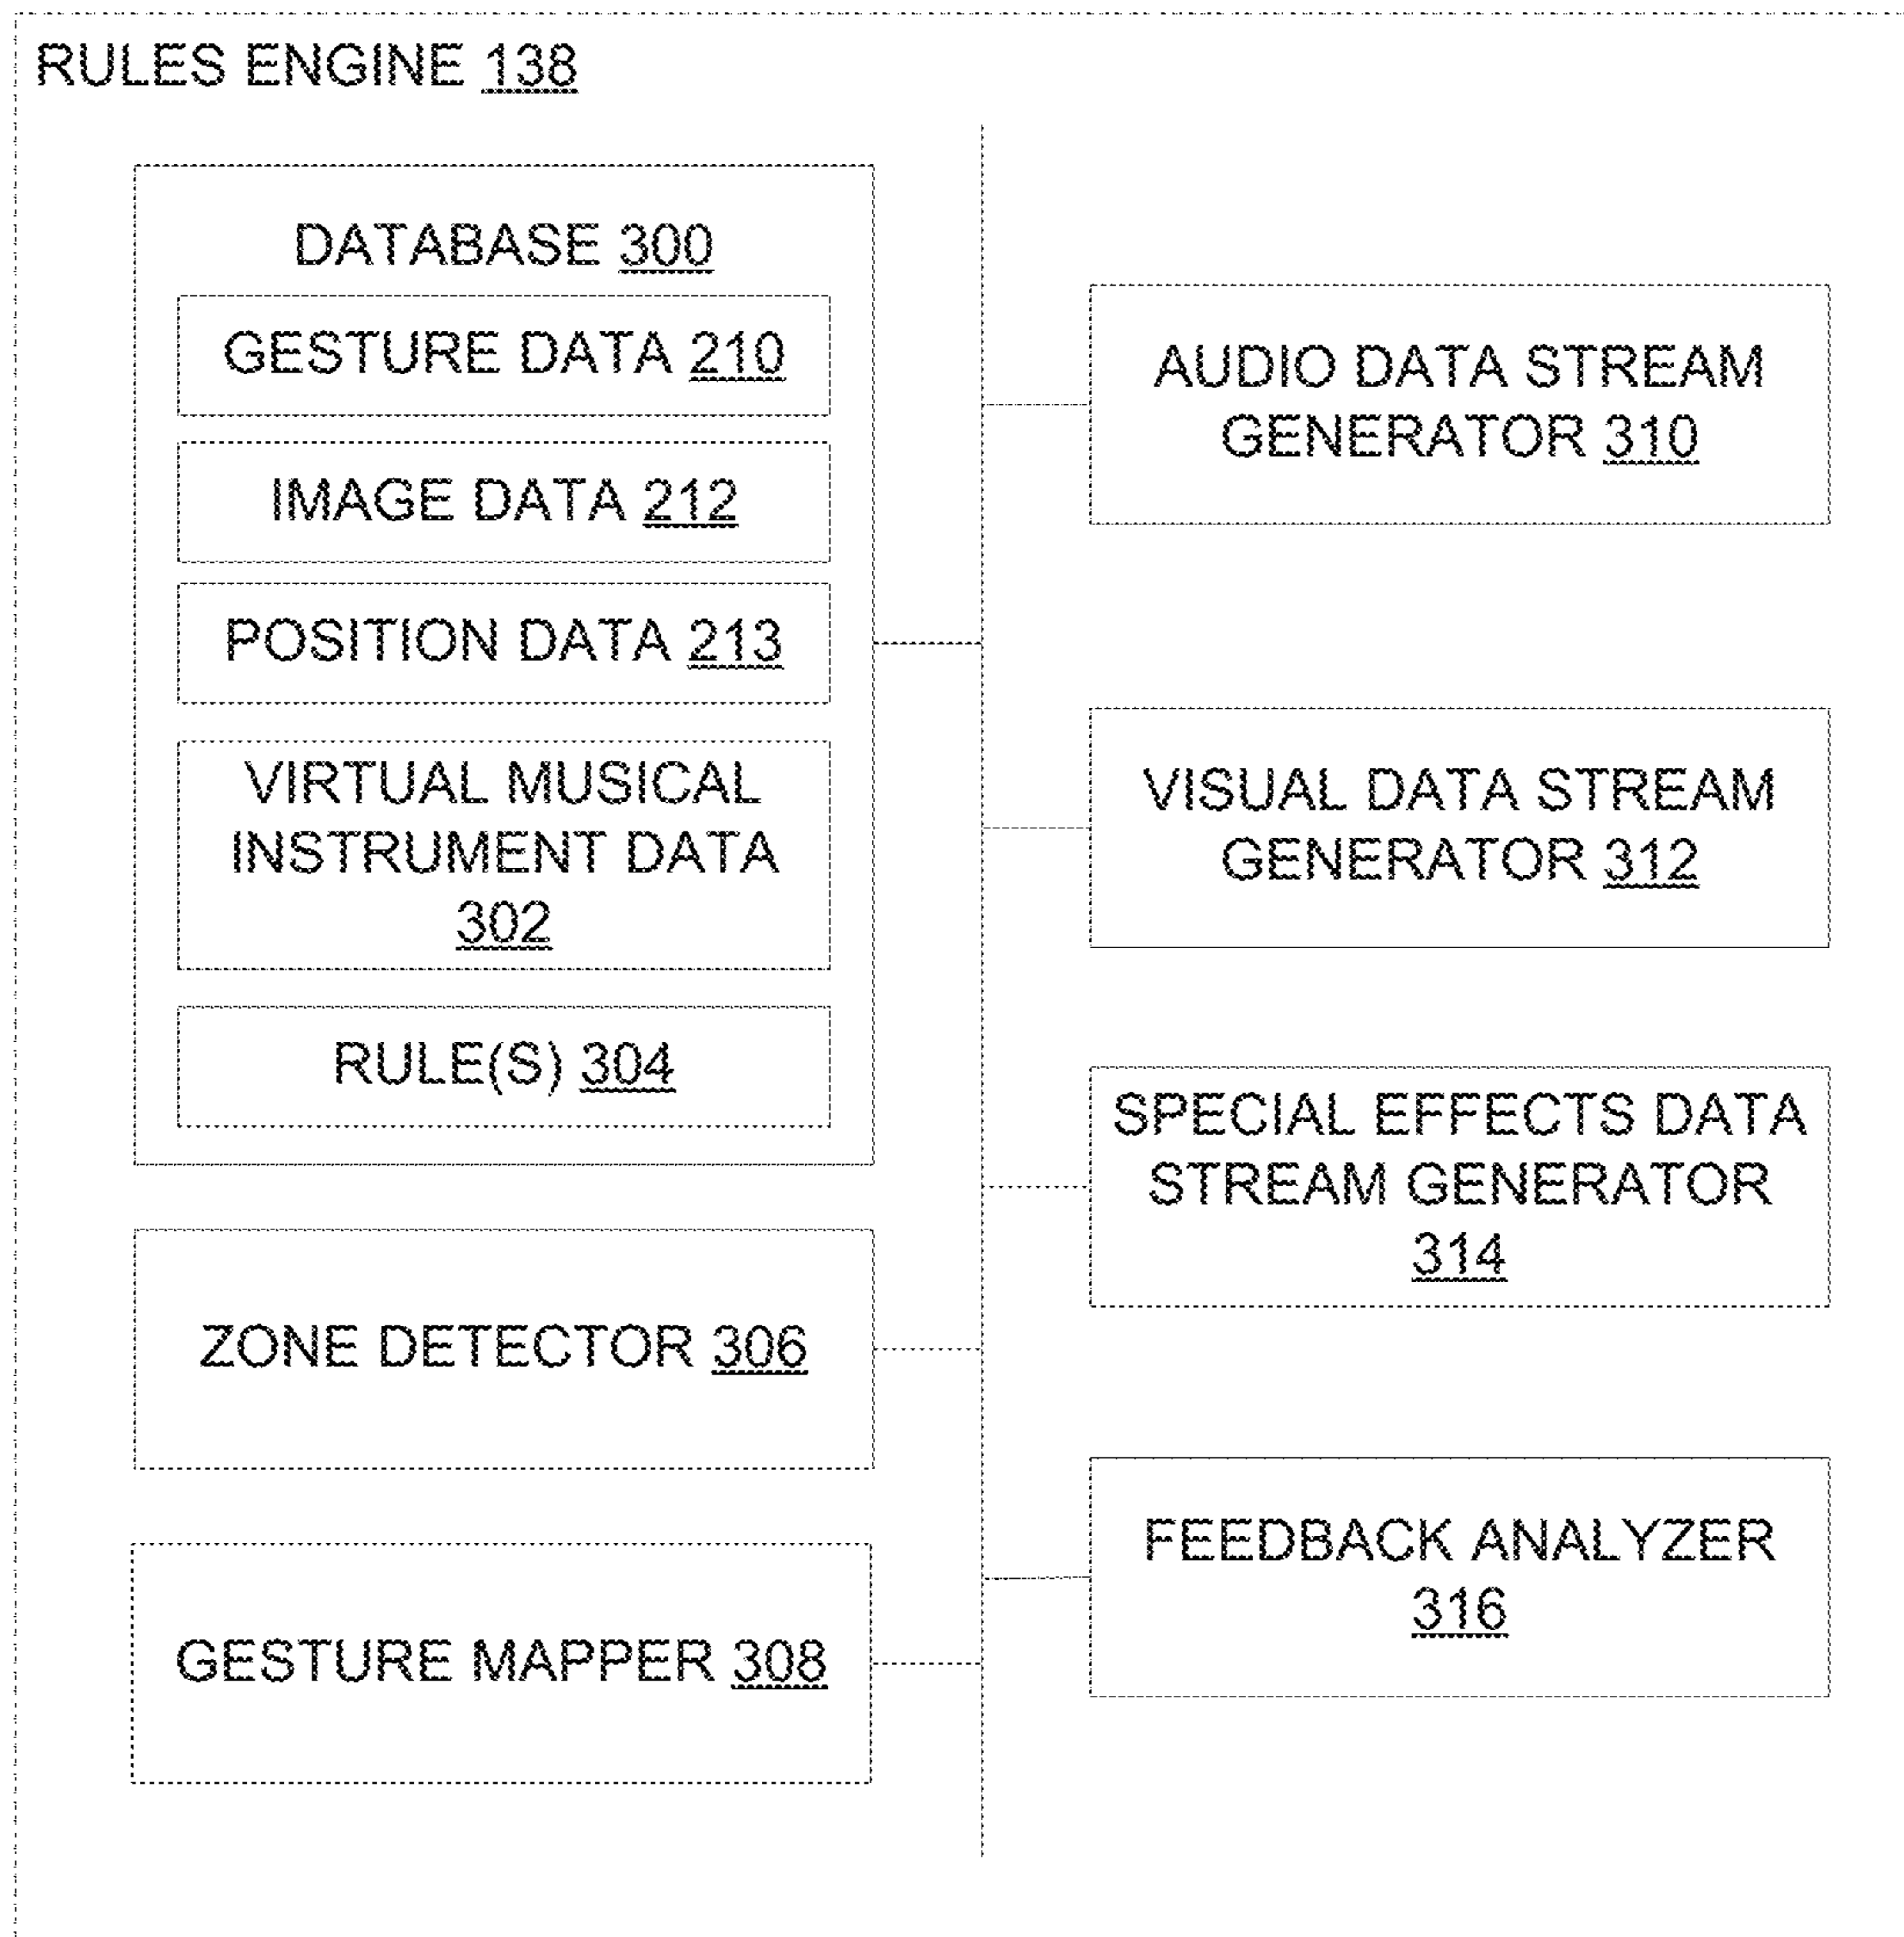 RULES ENGINE 138
DATABASE 300
GESTURE DATA 210
IMAGE DATA 212
POSITION DATA 213
VIRTUAL MUSICAL
INSTRUMENT DATA
302
RULE(S) 304
ZONE DETECTOR 306
GESTURE MAPPER 308
AUDIO DATA STREAM
GENERATOR 310
VISUAL DATA STREAM
GENERATOR 312
SPECIAL EFFECTS DATA
STREAM GENERATOR
314
FEEDBACK ANALYZER
316